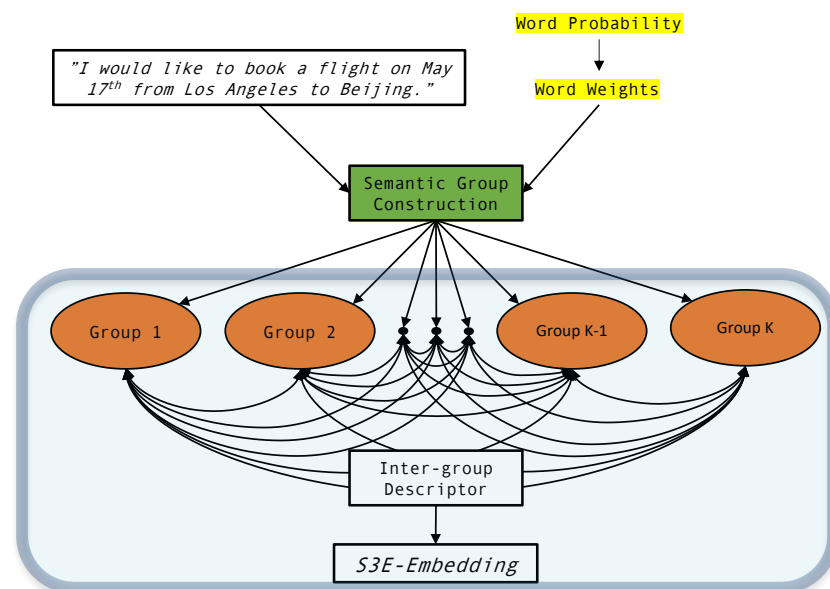 Word Probability
"I would like to book a flight on May
17th from Los Angeles to Beijing."
Word Weights
Semantic Group
Construction
Group 1
Group 2
Group K-1
Group K
Inter-group
Descriptor
S3E-Embedding